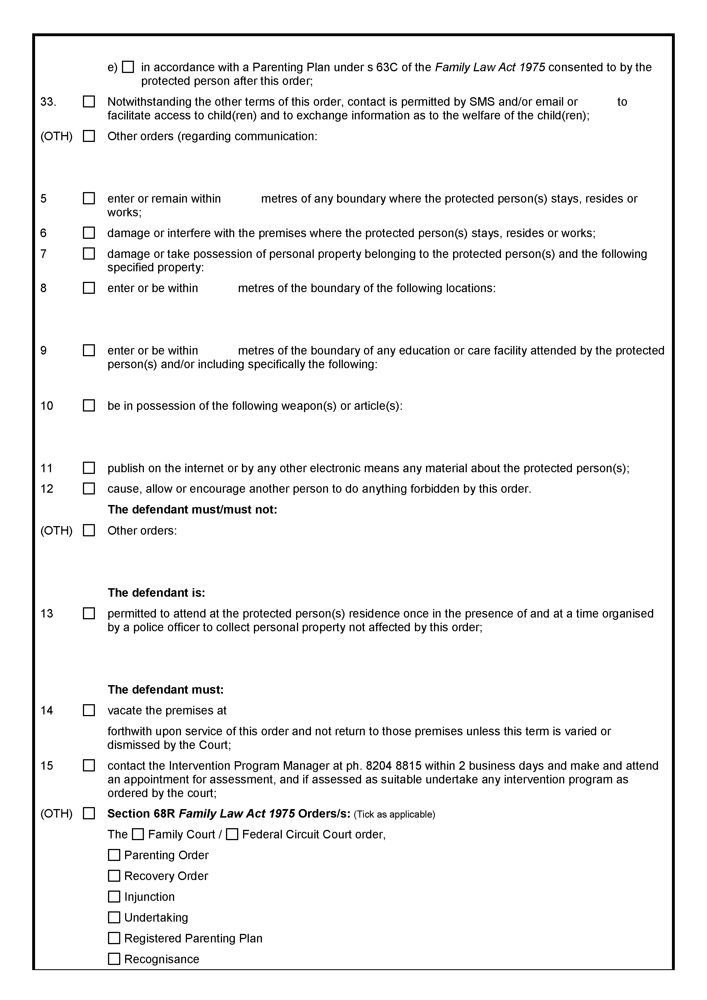 e) ☐ in accordance with a Parenting Plan under s 63C of the Family Law Act 1975 consented to by the
protected person after this order;
33. ☐ Notwithstanding the other terms of this order, contact is permitted by SMS and/or email or to
facilitate access to child(ren) and to exchange information as to the welfare of the child(ren);
(OTH) ☐ Other orders (regarding communication:
5 ☐ enter or remain within metres of any boundary where the protected person(s) stays, resides or
works;
6 ☐ damage or interfere with the premises where the protected person(s) stays, resides or works;
7 ☐ damage or take possession of personal property belonging to the protected person(s) and the following
specified property:
8 ☐ enter or be within metres of the boundary of the following locations:
9 ☐ enter or be within metres of the boundary of any education or care facility attended by the protected
person(s) and/or including specifically the following:
10 ☐ be in possession of the following weapon(s) or article(s):
11 ☐ publish on the internet or by any other electronic means any material about the protected person(s);
12 ☐ cause, allow or encourage another person to do anything forbidden by this order.
The defendant must/must not:
(OTH) ☐ Other orders:
The defendant is:
13 ☐ permitted to attend at the protected person(s) residence once in the presence of and at a time organised
by a police officer to collect personal property not affected by this order;
The defendant must:
14 ☐ vacate the premises at
forthwith upon service of this order and not return to those premises unless this term is varied or
dismissed by the Court;
15 ☐ contact the Intervention Program Manager at ph. 8204 8815 within 2 business days and make and attend
an appointment for assessment, and if assessed as suitable undertake any intervention program as
ordered by the court;
(OTH) ☐ Section 68R Family Law Act 1975 Orders/s: (Tick as applicable)
The ☐ Family Court / ☐ Federal Circuit Court order,
☐ Parenting Order
☐ Recovery Order
☐ Injunction
☐ Undertaking
☐ Registered Parenting Plan
☐ Recognisance